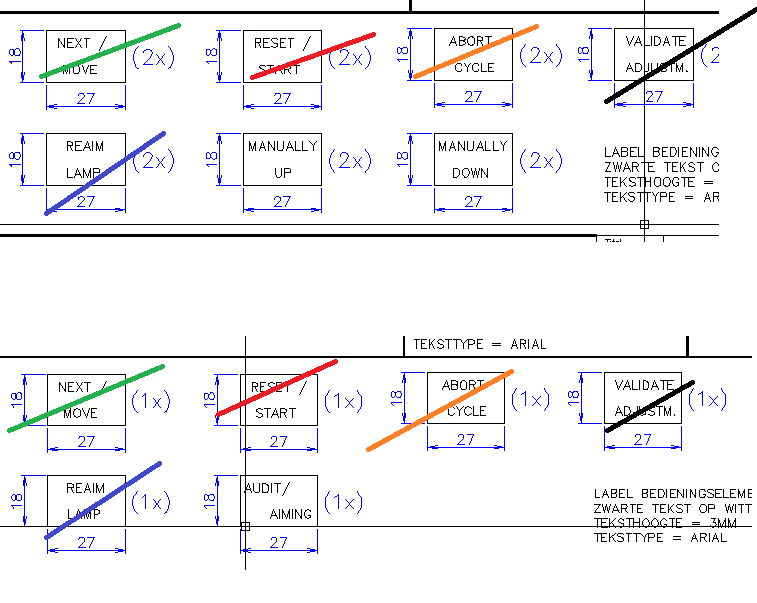 NEXT /
MOVE
(2x)
18
27
RESET /
START
(2x)
18
27
ABORT
CYCLE
(2x)
18
27
VALIDATE
ADJUSTM.
(2
18
27
REAIM
LAMP
(2x)
18
27
MANUALLY
UP
(2x)
18
27
MANUALLY
DOWN
(2x)
18
27
LABEL BEDIENING
ZWARTE TEKST O
TEKSTHOOGTE =
TEKSTTYPE = AR
TEKSTTYPE = ARIAL
NEXT /
MOVE
(1x)
18
27
RESET /
START
(1x)
18
27
ABORT
CYCLE
(1x)
18
27
VALIDATE
ADJUSTM.
(1x)
18
27
REAIM
LAMP
(1x)
18
27
AUDIT/
AIMING
(1x)
18
27
LABEL BEDIENINGSELEME
ZWARTE TEKST OP WITT
TEKSTHOOGTE = 3MM
TEKSTTYPE = ARIAL